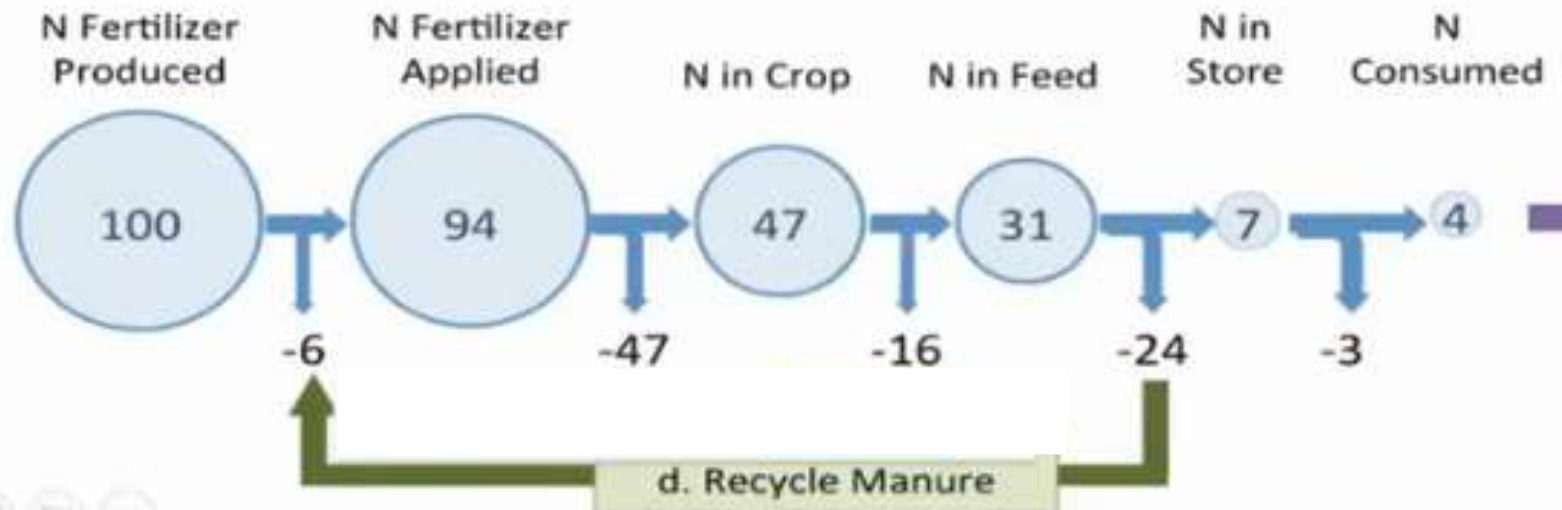 N Fertilizer
Produced
N Fertilizer
Applied
N in Crop
N in Feed
N in
Store
N
Consumed
100
94
47
31
7
4
-6
-47
-16
-24
-3
d. Recycle Manure